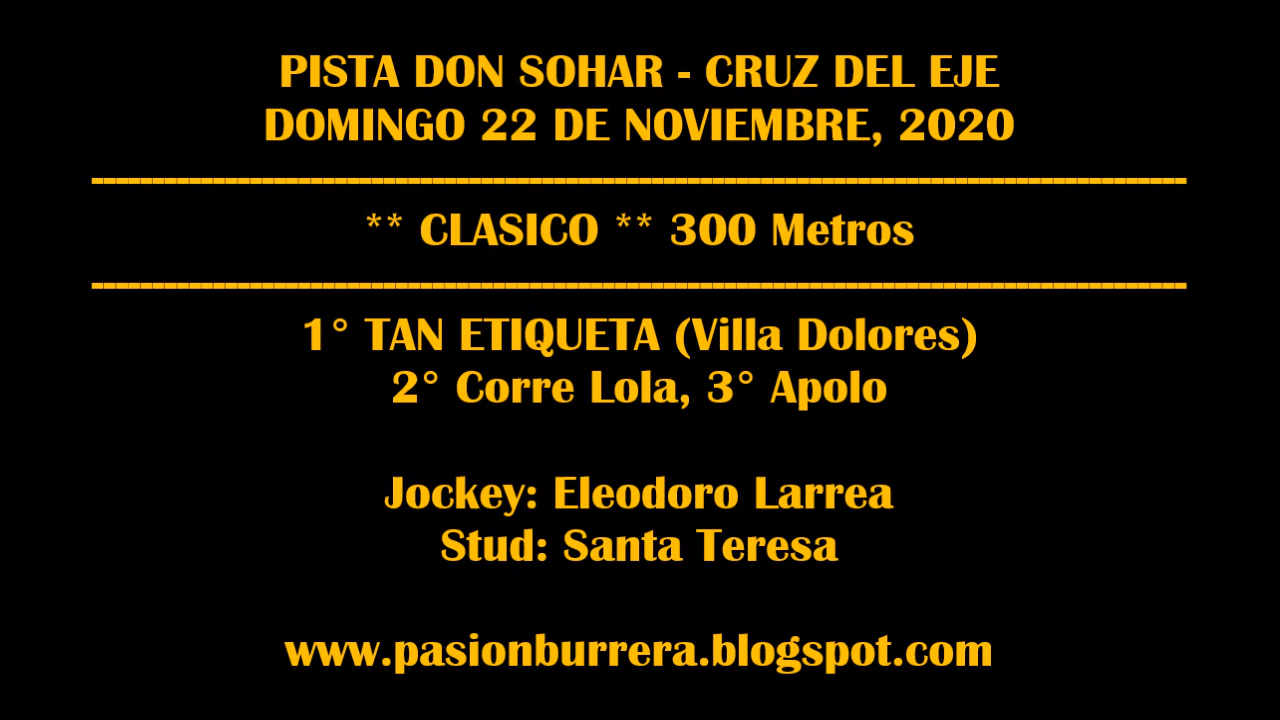 PISTA DON SOHAR - CRUZ DEL EJE
DOMINGO 22 DE NOVIEMBRE, 2020
** CLASICO ** 300 Metros
1° TAN ETIQUETA (Villa Dolores)
2° Corre Lola, 3° Apolo
Jockey: Eleodoro Larrea
Stud: Santa Teresa
www.pasionburrera.blogspot.com